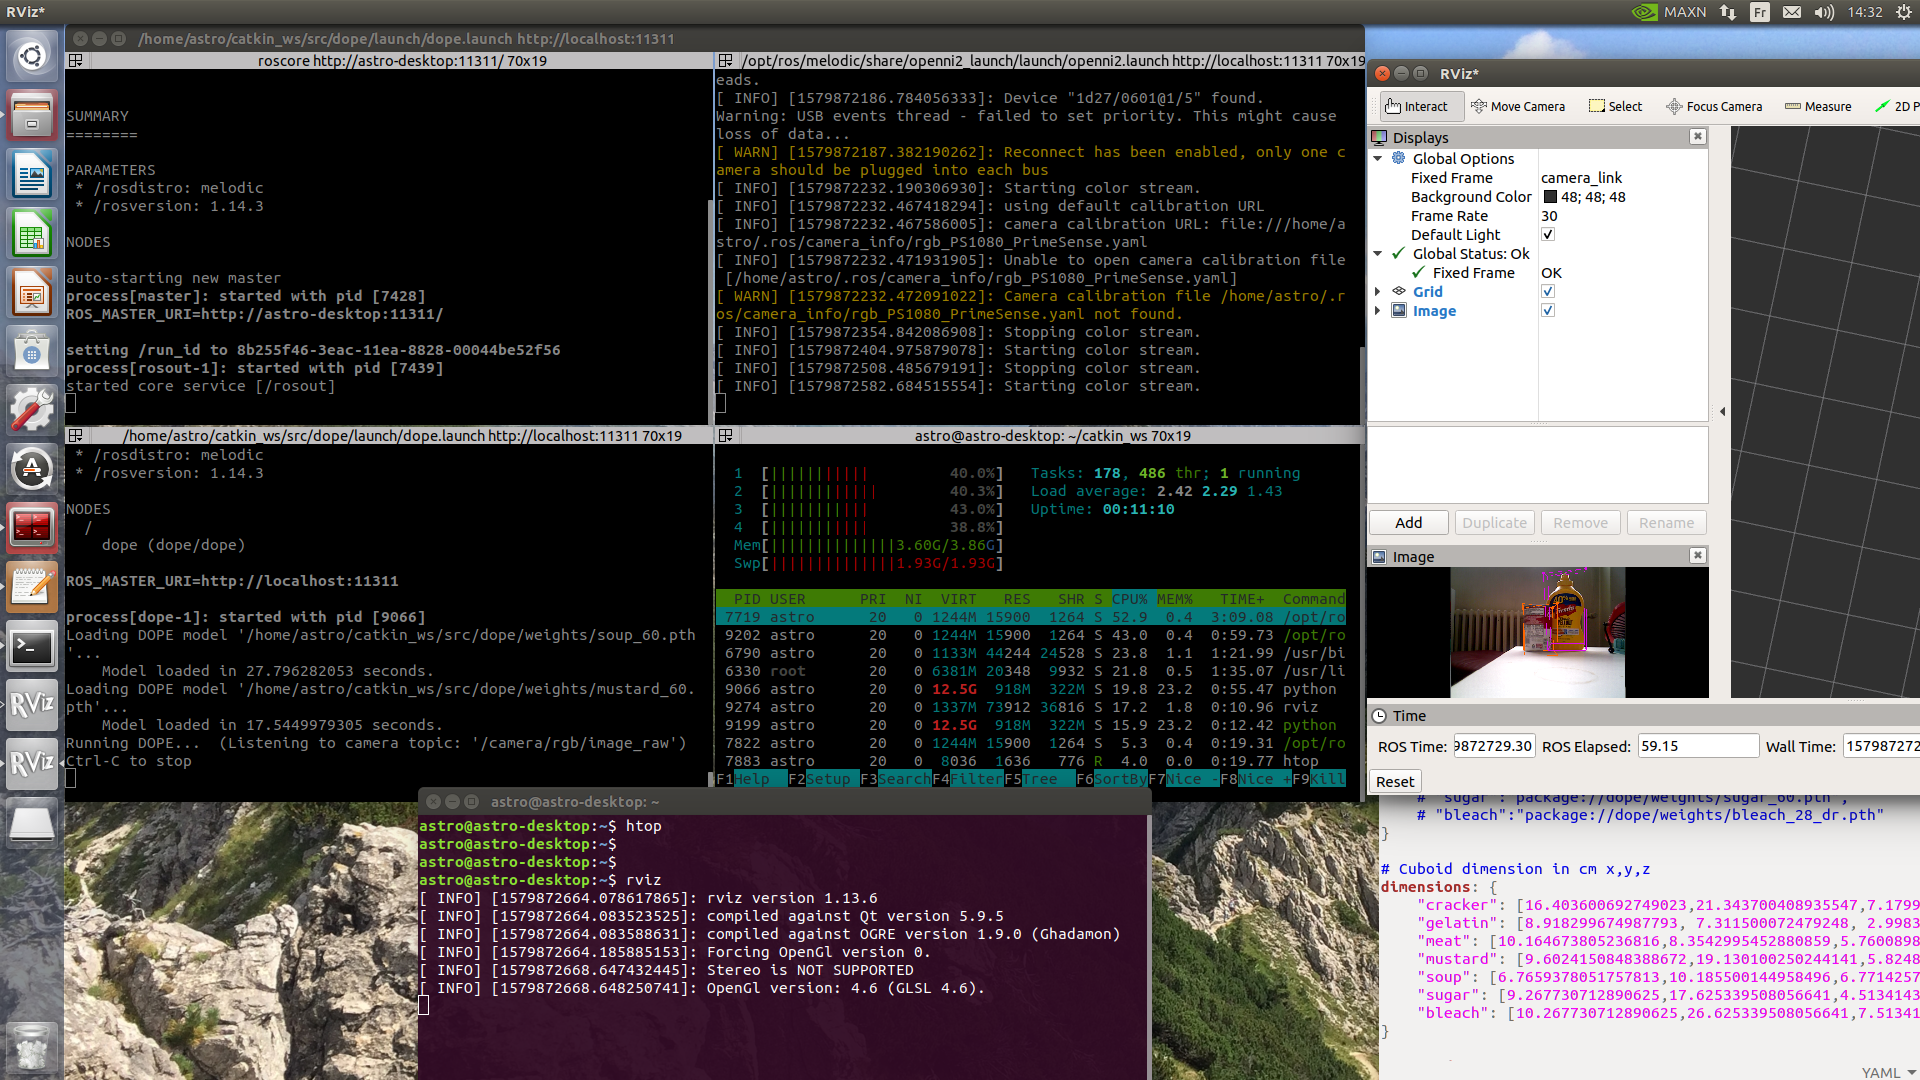 RViz*
MAXN
Fr
14:32
/home/astro/catkin_ws/src/dope/launch/dope.launch http://localhost:11311
roscore http://astro-desktop:11311/ 70x19
SUMMARY
========
PARAMETERS
* /rosdistro: melodic
* /rosversion: 1.14.3
NODES
auto-starting new master
process[master]: started with pid [7428]
ROS_MASTER_URI=http://astro-desktop:11311/
setting /run_id to 8b255f46-3eac-11ea-8828-00044be52f56
process[rosout-1]: started with pid [7439]
started core service [/rosout]
/opt/ros/melodic/share/openni2_launch/launch/openni2.launch http://localhost:11311 70x19
eads.
[ INFO] [1579872186.784056333]: Device "1d27/0601@1/5" found.
Warning: USB events thread - failed to set priority. This might cause
loss of data...
[ WARN] [1579872187.382190262]: Reconnect has been enabled, only one c
amera should be plugged into each bus
[ INFO] [1579872232.190306930]: Starting color stream.
[ INFO] [1579872232.467418294]: using default calibration URL
[ INFO] [1579872232.467586005]: camera calibration URL: file:///home/a
stro/.ros/camera_info/rgb_PS1080_PrimeSense.yaml
[ INFO] [1579872232.471931905]: Unable to open camera calibration file
[/home/astro/.ros/camera_info/rgb_PS1080_PrimeSense.yaml]
[ WARN] [1579872232.472091022]: Camera calibration file /home/astro/.r
os/camera_info/rgb_PS1080_PrimeSense.yaml not found.
[ INFO] [1579872354.842086908]: Stopping color stream.
[ INFO] [1579872404.975879078]: Starting color stream.
[ INFO] [1579872508.485679191]: Stopping color stream.
[ INFO] [1579872582.684515554]: Starting color stream.
/home/astro/catkin_ws/src/dope/launch/dope.launch http://localhost:11311 70x19
* /rosdistro: melodic
* /rosversion: 1.14.3
NODES
/
dope (dope/dope)
ROS_MASTER_URI=http://localhost:11311
process[dope-1]: started with pid [9066]
Loading DOPE model '/home/astro/catkin_ws/src/dope/weights/soup_60.pth
'...
Model loaded in 27.796282053 seconds.
Loading DOPE model '/home/astro/catkin_ws/src/dope/weights/mustard_60.
pth'...
Model loaded in 17.5449979305 seconds.
Running DOPE... (Listening to camera topic: '/camera/rgb/image_raw')
Ctrl-C to stop
astro@astro-desktop: ~/catkin_ws 70x19
1 [||||||||||| 40.0%] Tasks: 178, 486 thr; 1 running
2 [|||||||||||| 40.3%] Load average: 2.42 2.29 1.43
3 [||||||||||| 43.0%] Uptime: 00:11:10
4 [||||||||||| 38.8%]
Mem[||||||||||||||3.60G/3.86G]
Swp[||||||||||||||1.93G/1.93G]
PID USER PRI NI VIRT RES SHR S CPU% MEM% TIME+ Command
7719 astro 20 0 1244M 15900 1264 S 52.9 0.4 3:09.08 /opt/ro
9202 astro 20 0 1244M 15900 1264 S 43.0 0.4 0:59.73 /opt/ro
6790 astro 20 0 1133M 44244 24528 S 23.8 1.1 1:21.99 /usr/bi
6330 root 20 0 6381M 20348 9932 S 21.8 0.5 1:35.07 /usr/li
9066 astro 20 0 12.5G 918M 322M S 19.8 23.2 0:55.47 python
9274 astro 20 0 1337M 73912 36816 S 17.2 1.8 0:10.96 rviz
9199 astro 20 0 12.5G 918M 322M S 15.9 23.2 0:12.42 python
7822 astro 20 0 1244M 15900 1264 S 5.3 0.4 0:19.31 /opt/ro
7883 astro 20 0 8036 1636 776 R 4.0 0.0 0:19.77 htop
F1Help F2Setup F3SearchF4FilterF5Tree F6SortByF7Nice -F8Nice +F9Kill
astro@astro-desktop: ~
astro@astro-desktop:~$ htop
astro@astro-desktop:~$
astro@astro-desktop:~$
astro@astro-desktop:~$ rviz
[ INFO] [1579872664.078617865]: rviz version 1.13.6
[ INFO] [1579872664.083523525]: compiled against Qt version 5.9.5
[ INFO] [1579872664.083588631]: compiled against OGRE version 1.9.0 (Ghadamon)
[ INFO] [1579872664.185885153]: Forcing OpenGl version 0.
[ INFO] [1579872668.647432445]: Stereo is NOT SUPPORTED
[ INFO] [1579872668.648250741]: OpenGl version: 4.6 (GLSL 4.6).
RViz*
Interact Move Camera Select Focus Camera Measure 2D P
Displays
Global Options
Fixed Frame camera_link
Background Color 48; 48; 48
Frame Rate 30
Default Light
Global Status: Ok
Fixed Frame OK
Grid
Image
Add Duplicate Remove Rename
Image
Time
ROS Time: 9872729.30 ROS Elapsed: 59.15 Wall Time: 157987272
Reset
# "sugar":"package://dope/weights/sugar_60.pth",
# "bleach":"package://dope/weights/bleach_28_dr.pth"
}
# Cuboid dimension in cm x,y,z
dimensions: {
"cracker": [16.403600692749023,21.343700408935547,7.1799
"gelatin": [8.918299674987793, 7.311500072479248, 2.9983
"meat": [10.164673805236816,8.3542995452880859,5.7600898
"mustard": [9.6024150848388672,19.130100250244141,5.8248
"soup": [6.7659378051757813,10.185500144958496,6.7714257
"sugar": [9.267730712890625,17.625339508056641,4.5134143
"bleach": [10.267730712890625,26.625339508056641,7.51341
}
YAML
RViz
RViz